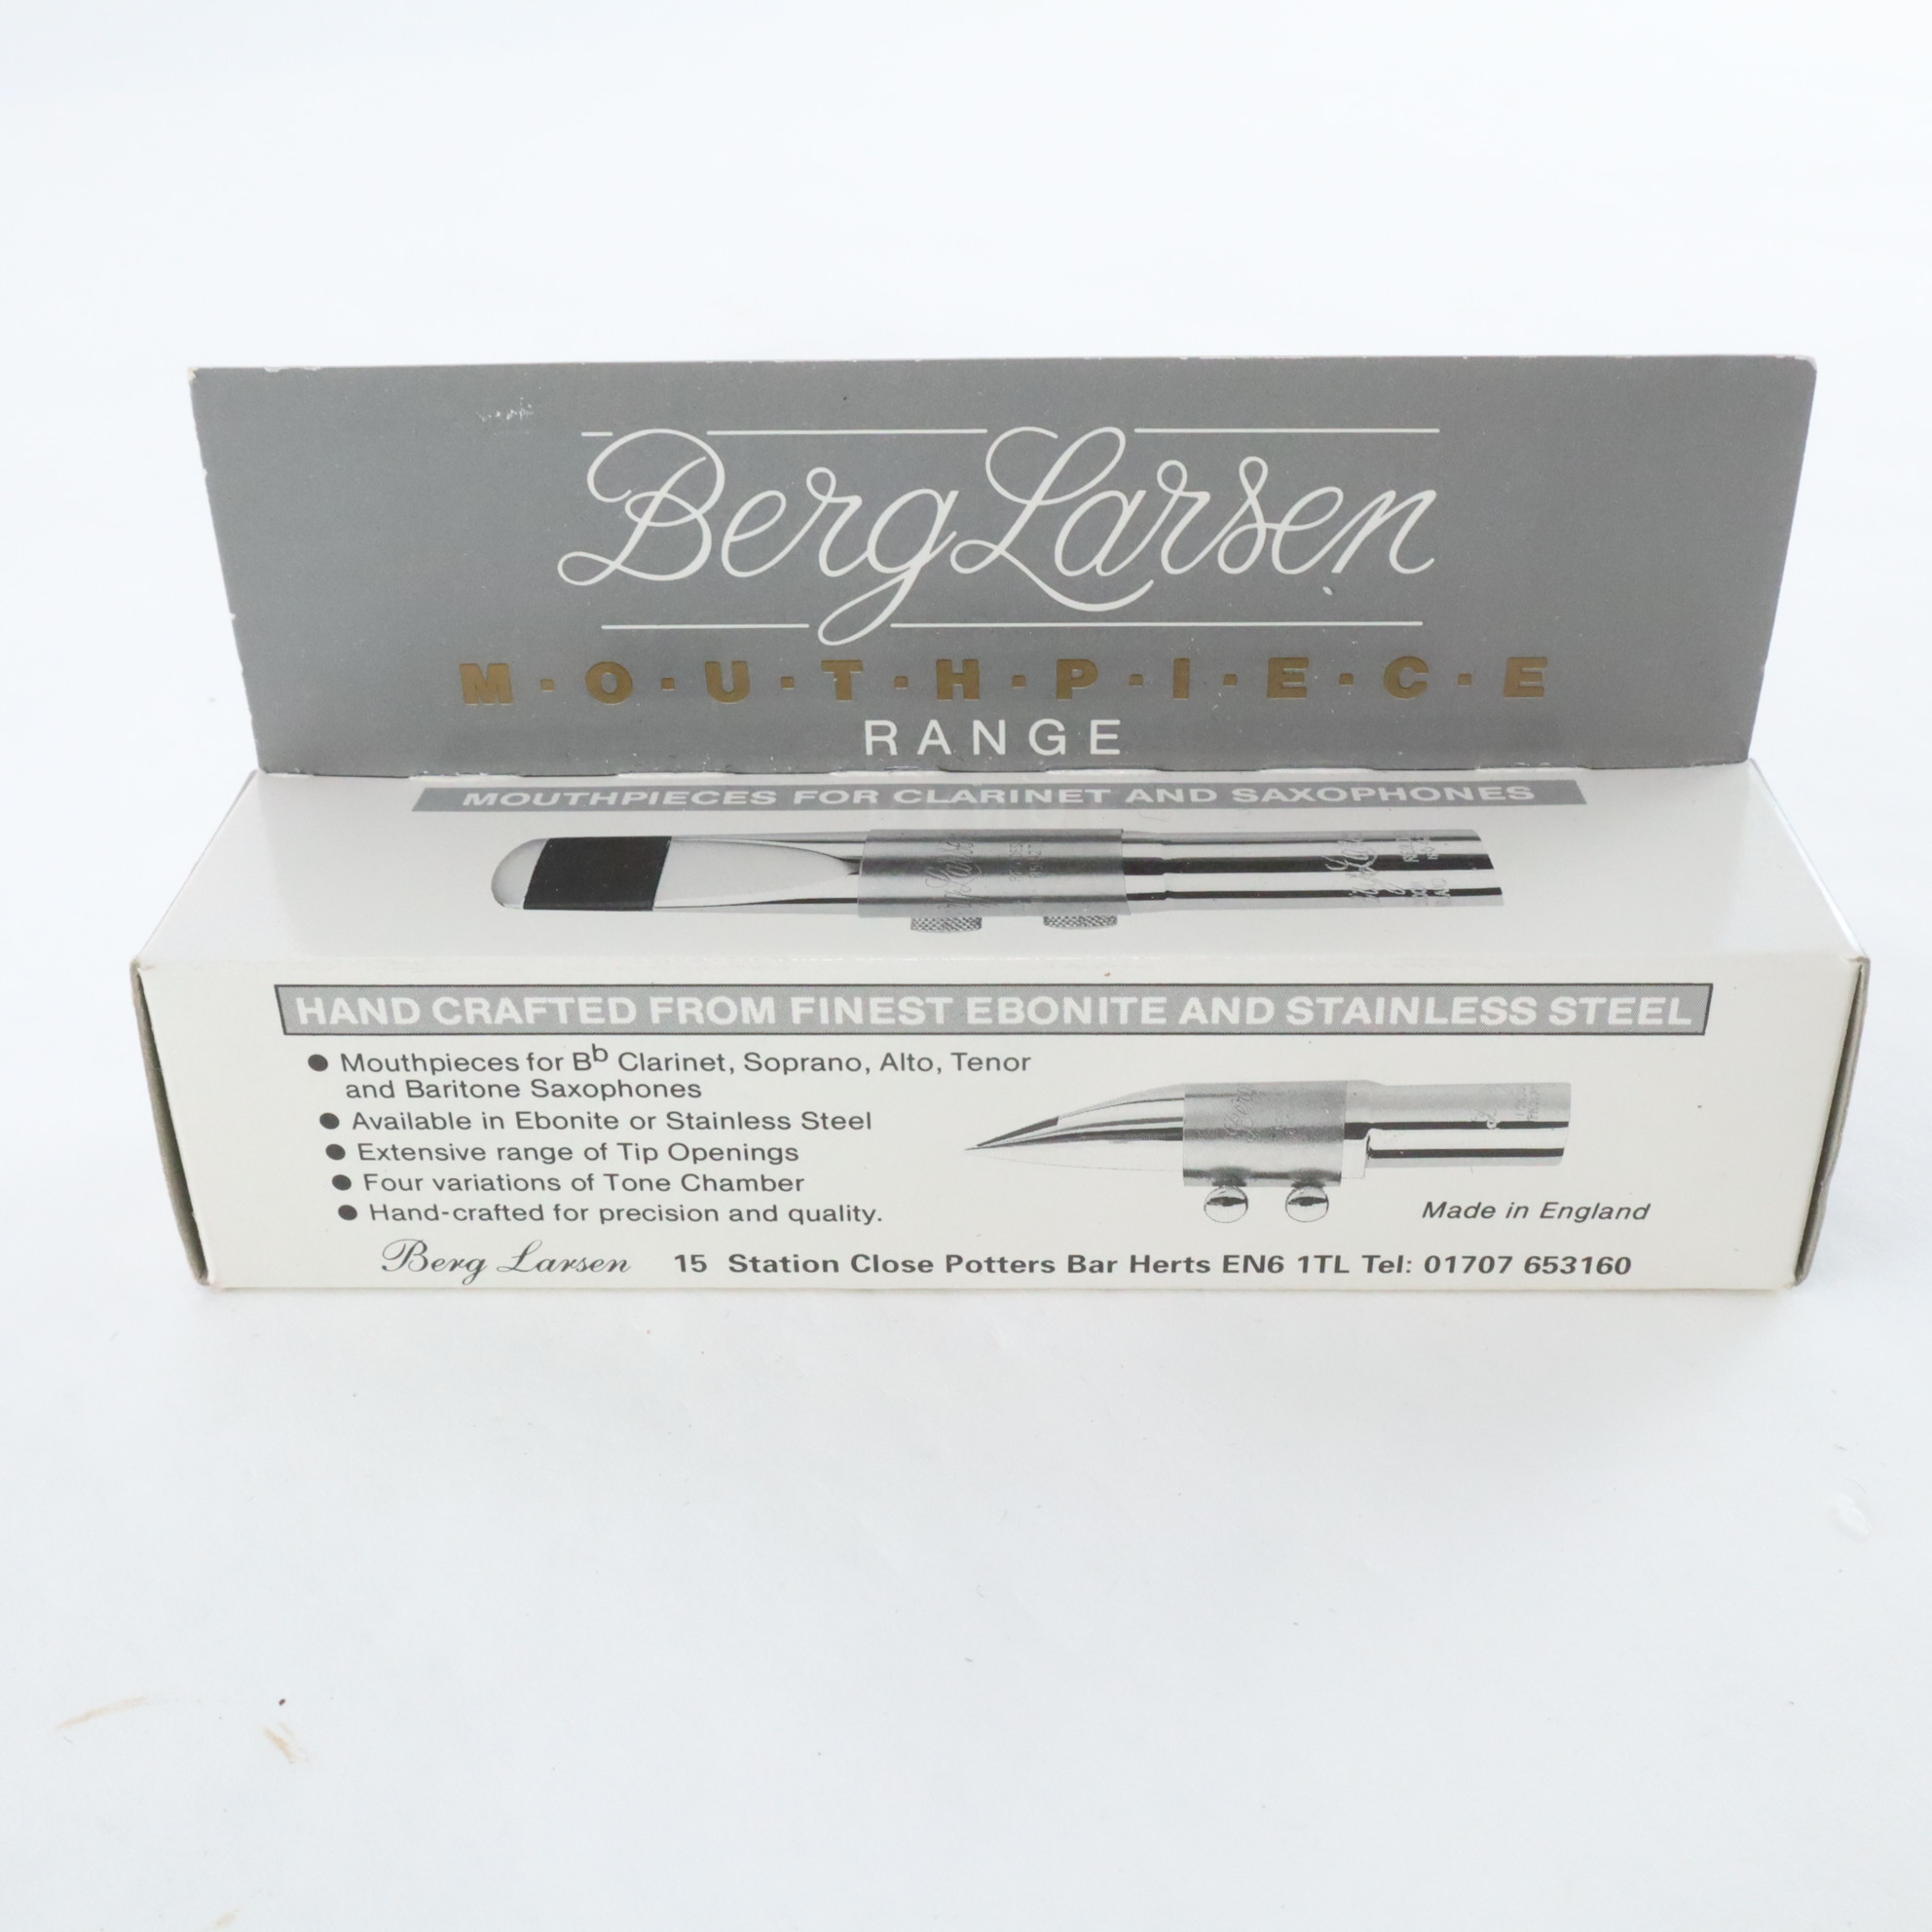 Berg Larsen
M·O·U·T·H·P·I·E·C·E
RANGE
MOUTHPIECES FOR CLARINET AND SAXOPHONES
HAND CRAFTED FROM FINEST EBONITE AND STAINLESS STEEL
● Mouthpieces for Bb Clarinet, Soprano, Alto, Tenor
and Baritone Saxophones
● Available in Ebonite or Stainless Steel
● Extensive range of Tip Openings
● Four variations of Tone Chamber
● Hand-crafted for precision and quality.
Made in England
Berg Larsen 15 Station Close Potters Bar Herts EN6 1TL Tel: 01707 653160